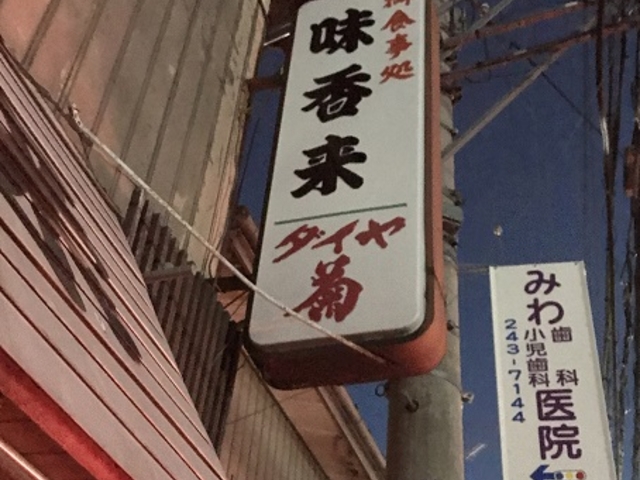 御食事処
味呑来
ダイヤ
菊
みわ歯科医院
小児歯科
243-7144